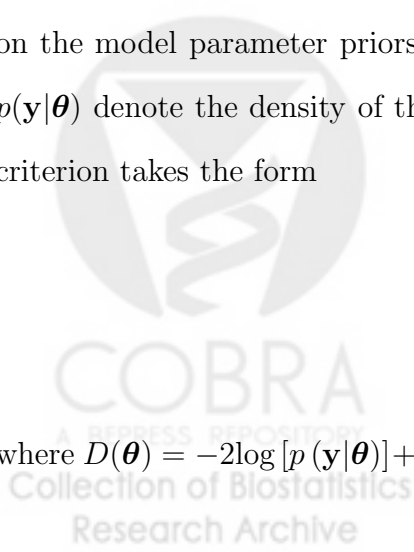 on the model parameter priors
p(y|θ) denote the density of th
criterion takes the form
COBRA
A BEPRESS REPOSITORY
where D(θ) = −2log [p (y|θ)]+
Collection of Biostatistics
Research Archive